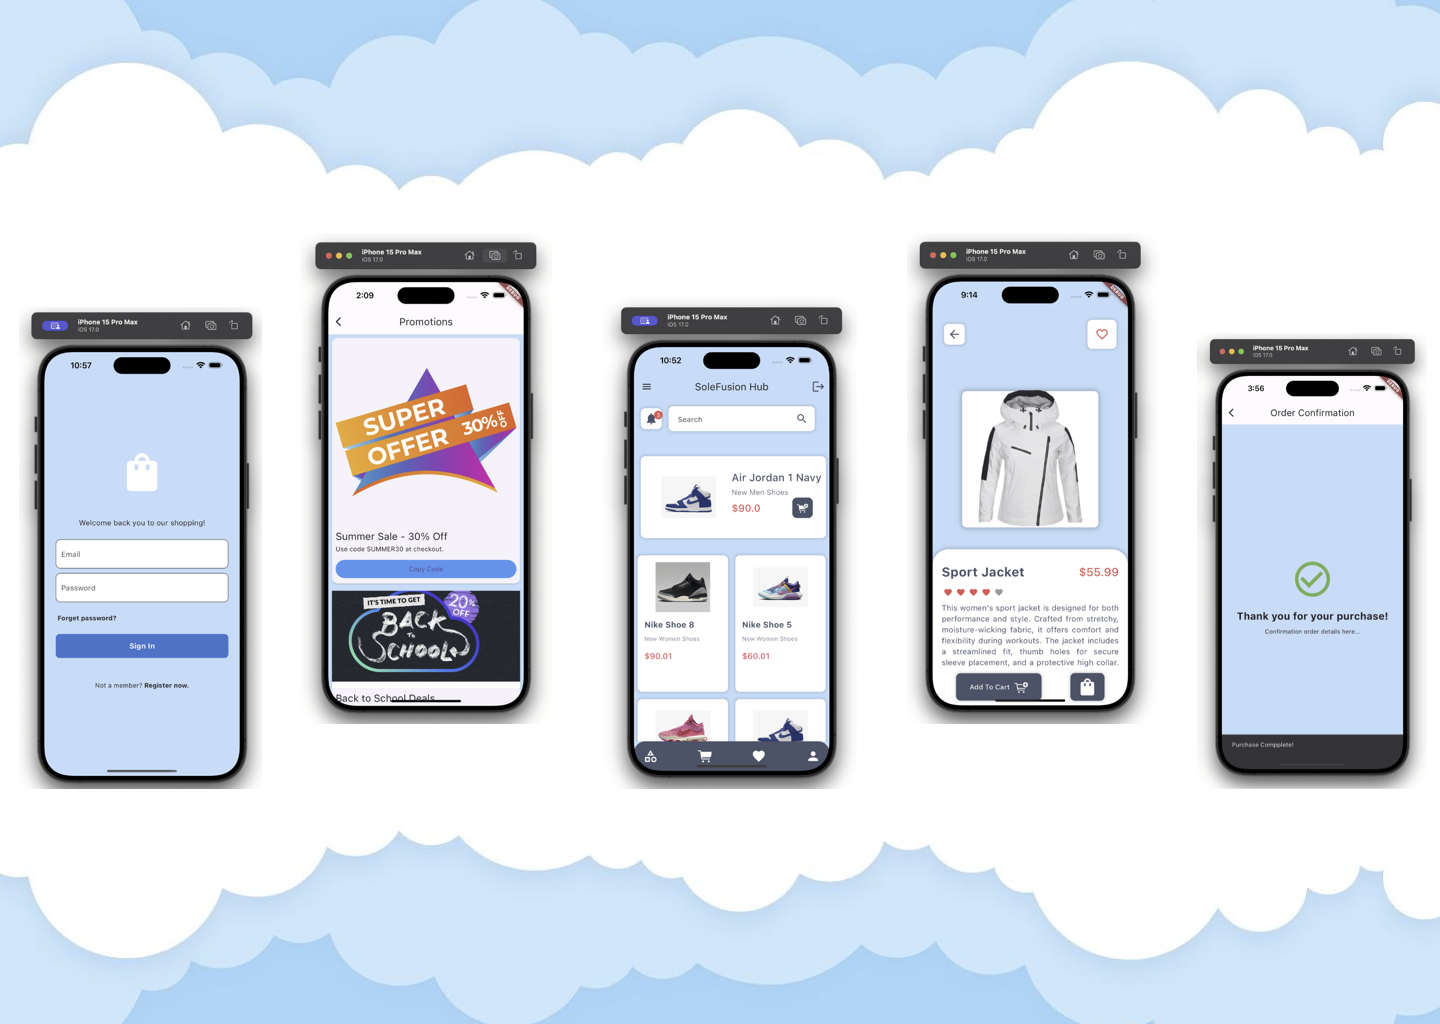 iPhone 15 Pro Max
iOS 17.0
10:57
Welcome back you to our shopping!
Email
Password
Forget password?
Sign In
Not a member? Register now.
iPhone 15 Pro Max
iOS 17.0
2:09
DEBUG
Promotions
SUPER
OFFER
30%
OFF
Summer Sale - 30% Off
Use code SUMMER30 at checkout.
Copy Code
IT'S TIME TO GET
20%
OFF
BACK
TO
SCHOOL
Back to School Deals
iPhone 15 Pro Max
iOS 17.0
10:52
SoleFusion Hub
Search
Air Jordan 1 Navy
New Men Shoes
$90.0
Nike Shoe 8
New Women Shoes
$90.01
Nike Shoe 5
New Women Shoes
$60.01
iPhone 15 Pro Max
iOS 17.0
9:14
DEBUG
Sport Jacket
$55.99
This women's sport jacket is designed for both
performance and style. Crafted from stretchy,
moisture-wicking fabric, it offers comfort and
flexibility during workouts. The jacket includes
a streamlined fit, thumb holes for secure
sleeve placement, and a protective high collar.
Add To Cart
iPhone 15 Pro Max
iOS 17.0
3:56
DEBUG
Order Confirmation
Thank you for your purchase!
Confirmation order details here...
Purchase Compplete!